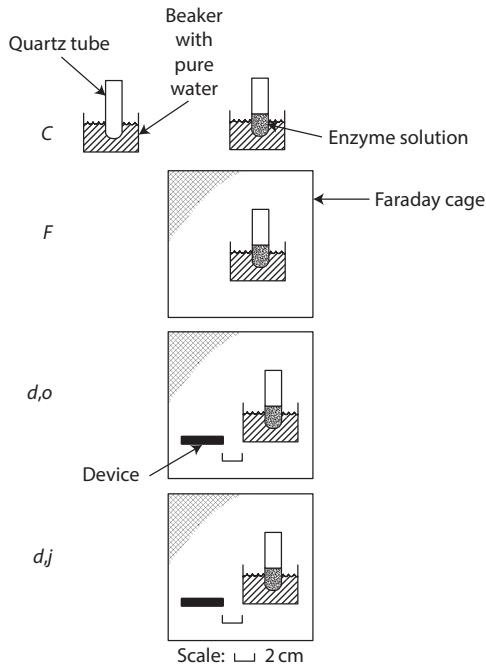 Quartz tube
Beaker
with
pure
water
C
Enzyme solution
F
Faraday cage
d,o
Device
d,j
Scale: 2 cm